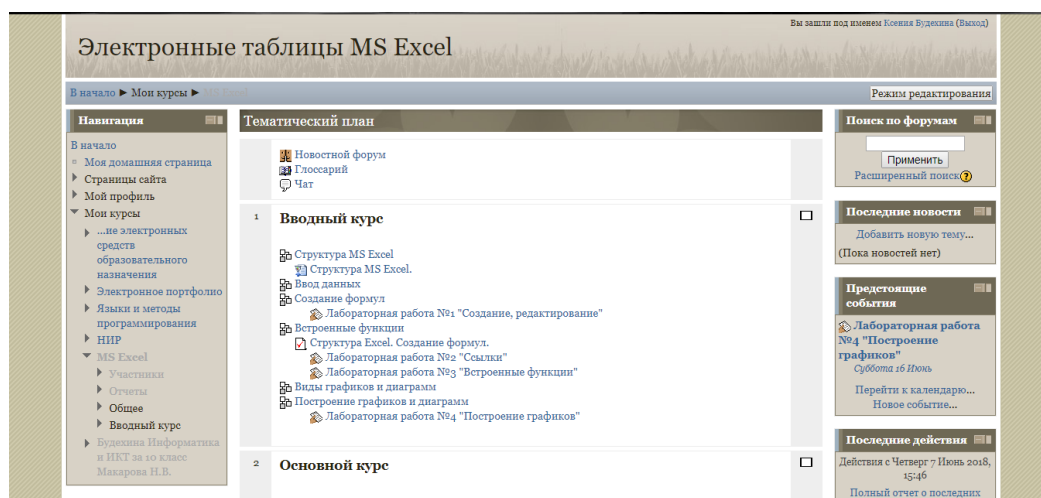 Вы зашли под именем Ксения Будехина (Выход)
Электронные таблицы MS Excel
В начало ► Мои курсы ► MS Excel
Режим редактирования
Навигация
В начало
Моя домашняя страница
Страницы сайта
Мой профиль
Мои курсы
...ие электронных
средств
образовательного
назначения
Электронное портфолио
Языки и методы
программирования
НИР
MS Excel
Участники
Отчеты
Общее
Вводный курс
Будехина Информатика
и ИКТ за 10 класс
Макарова Н.В.
Тематический план
Новостной форум
Глоссарий
Чат
1 Вводный курс
Структура MS Excel
Структура MS Excel.
Ввод данных
Создание формул
Лабораторная работа №1 "Создание, редактирование"
Встроенные функции
Структура Excel. Создание формул.
Лабораторная работа №2 "Ссылки"
Лабораторная работа №3 "Встроенные функции"
Виды графиков и диаграмм
Построение графиков и диаграмм
Лабораторная работа №4 "Построение графиков"
2 Основной курс
Поиск по форумам
Применить
Расширенный поиск
Последние новости
Добавить новую тему...
(Пока новостей нет)
Предстоящие
события
Лабораторная работа
№4 "Построение
графиков"
Суббота 16 Июнь
Перейти к календарю...
Новое событие...
Последние действия
Действия с Четверг 7 Июнь 2018,
15:46
Полный отчет о последних